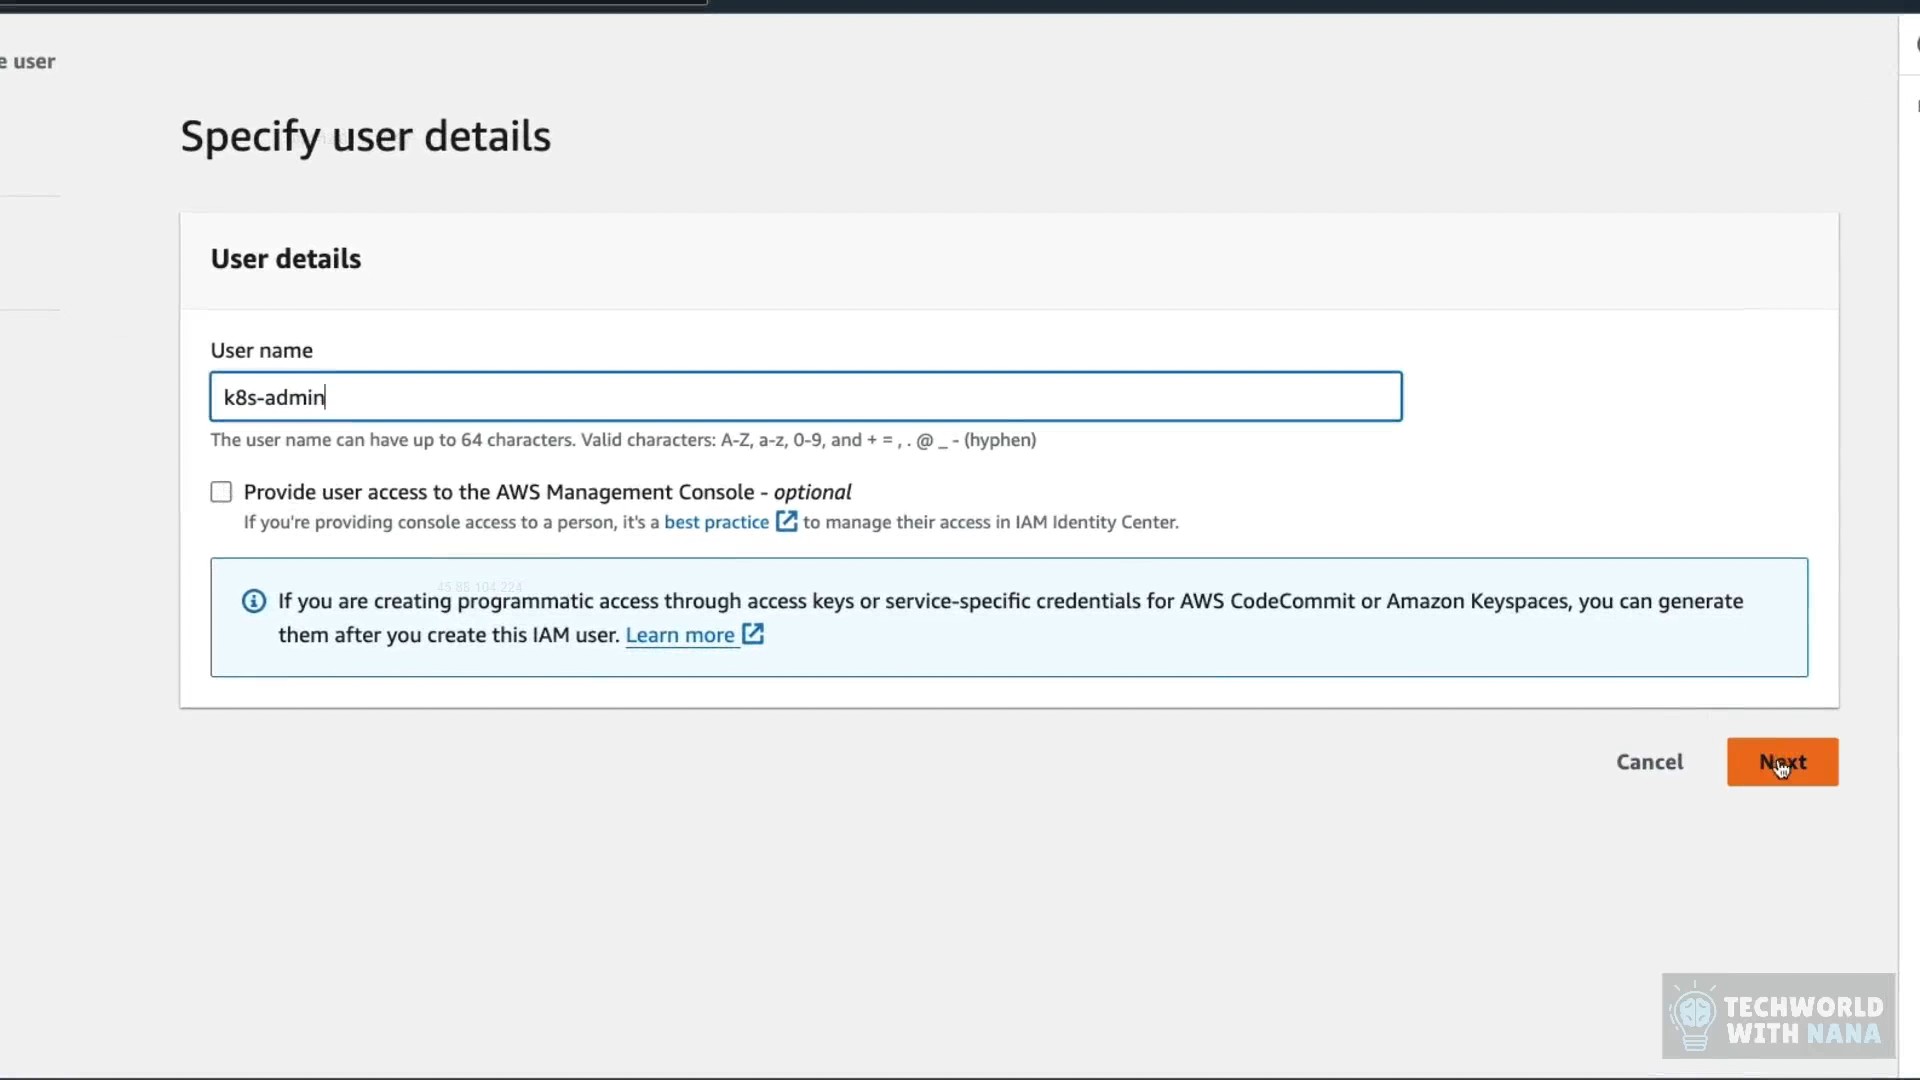 e user
Specify user details
User details
User name
k8s-admin
The user name can have up to 64 characters. Valid characters: A-Z, a-z, 0-9, and + = , . @ _ - (hyphen)
Provide user access to the AWS Management Console - optional
If you're providing console access to a person, it's a best practice to manage their access in IAM Identity Center.
45.86.104.224
If you are creating programmatic access through access keys or service-specific credentials for AWS CodeCommit or Amazon Keyspaces, you can generate
them after you create this IAM user. Learn more
Cancel
Next
TECHWORLD
WITH NANA